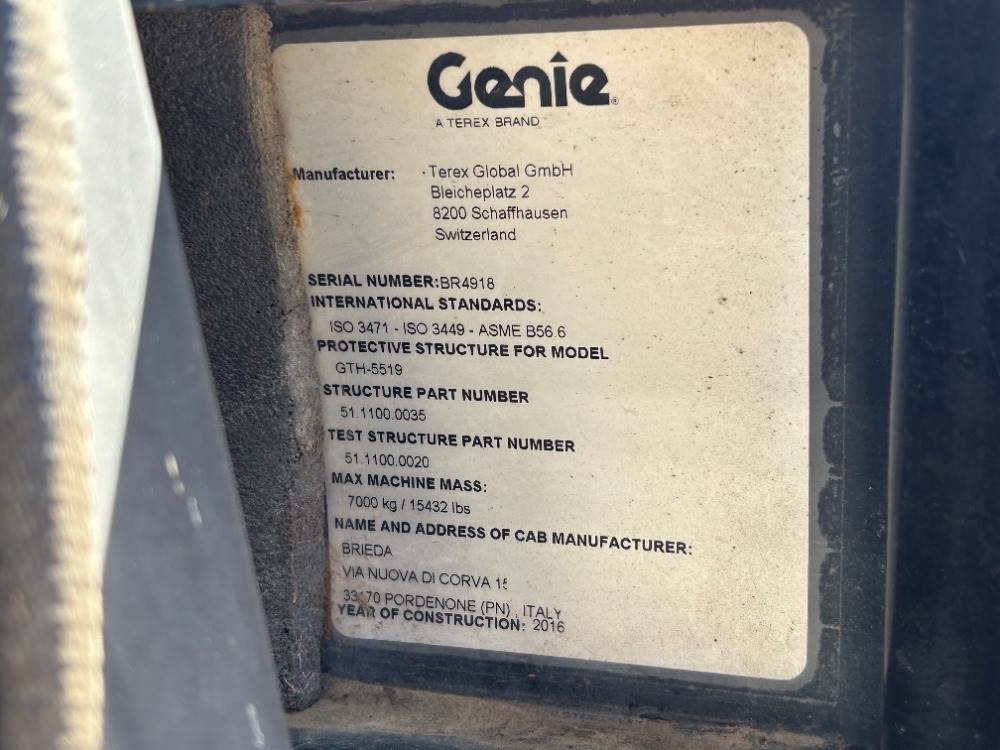 Genie®
A TEREX BRAND
Manufacturer: Terex Global GmbH
Bleicheplatz 2
8200 Schaffhausen
Switzerland
SERIAL NUMBER:BR4918
INTERNATIONAL STANDARDS:
ISO 3471 - ISO 3449 - ASME B56.6
PROTECTIVE STRUCTURE FOR MODEL
GTH-5519
STRUCTURE PART NUMBER
51.1100.0035
TEST STRUCTURE PART NUMBER
51.1100.0020
MAX MACHINE MASS:
7000 kg / 15432 lbs
NAME AND ADDRESS OF CAB MANUFACTURER:
BRIEDA
VIA NUOVA DI CORVA
PORDENONE (PN) , ITALY
YEAR OF CONSTRUCTION: 2016